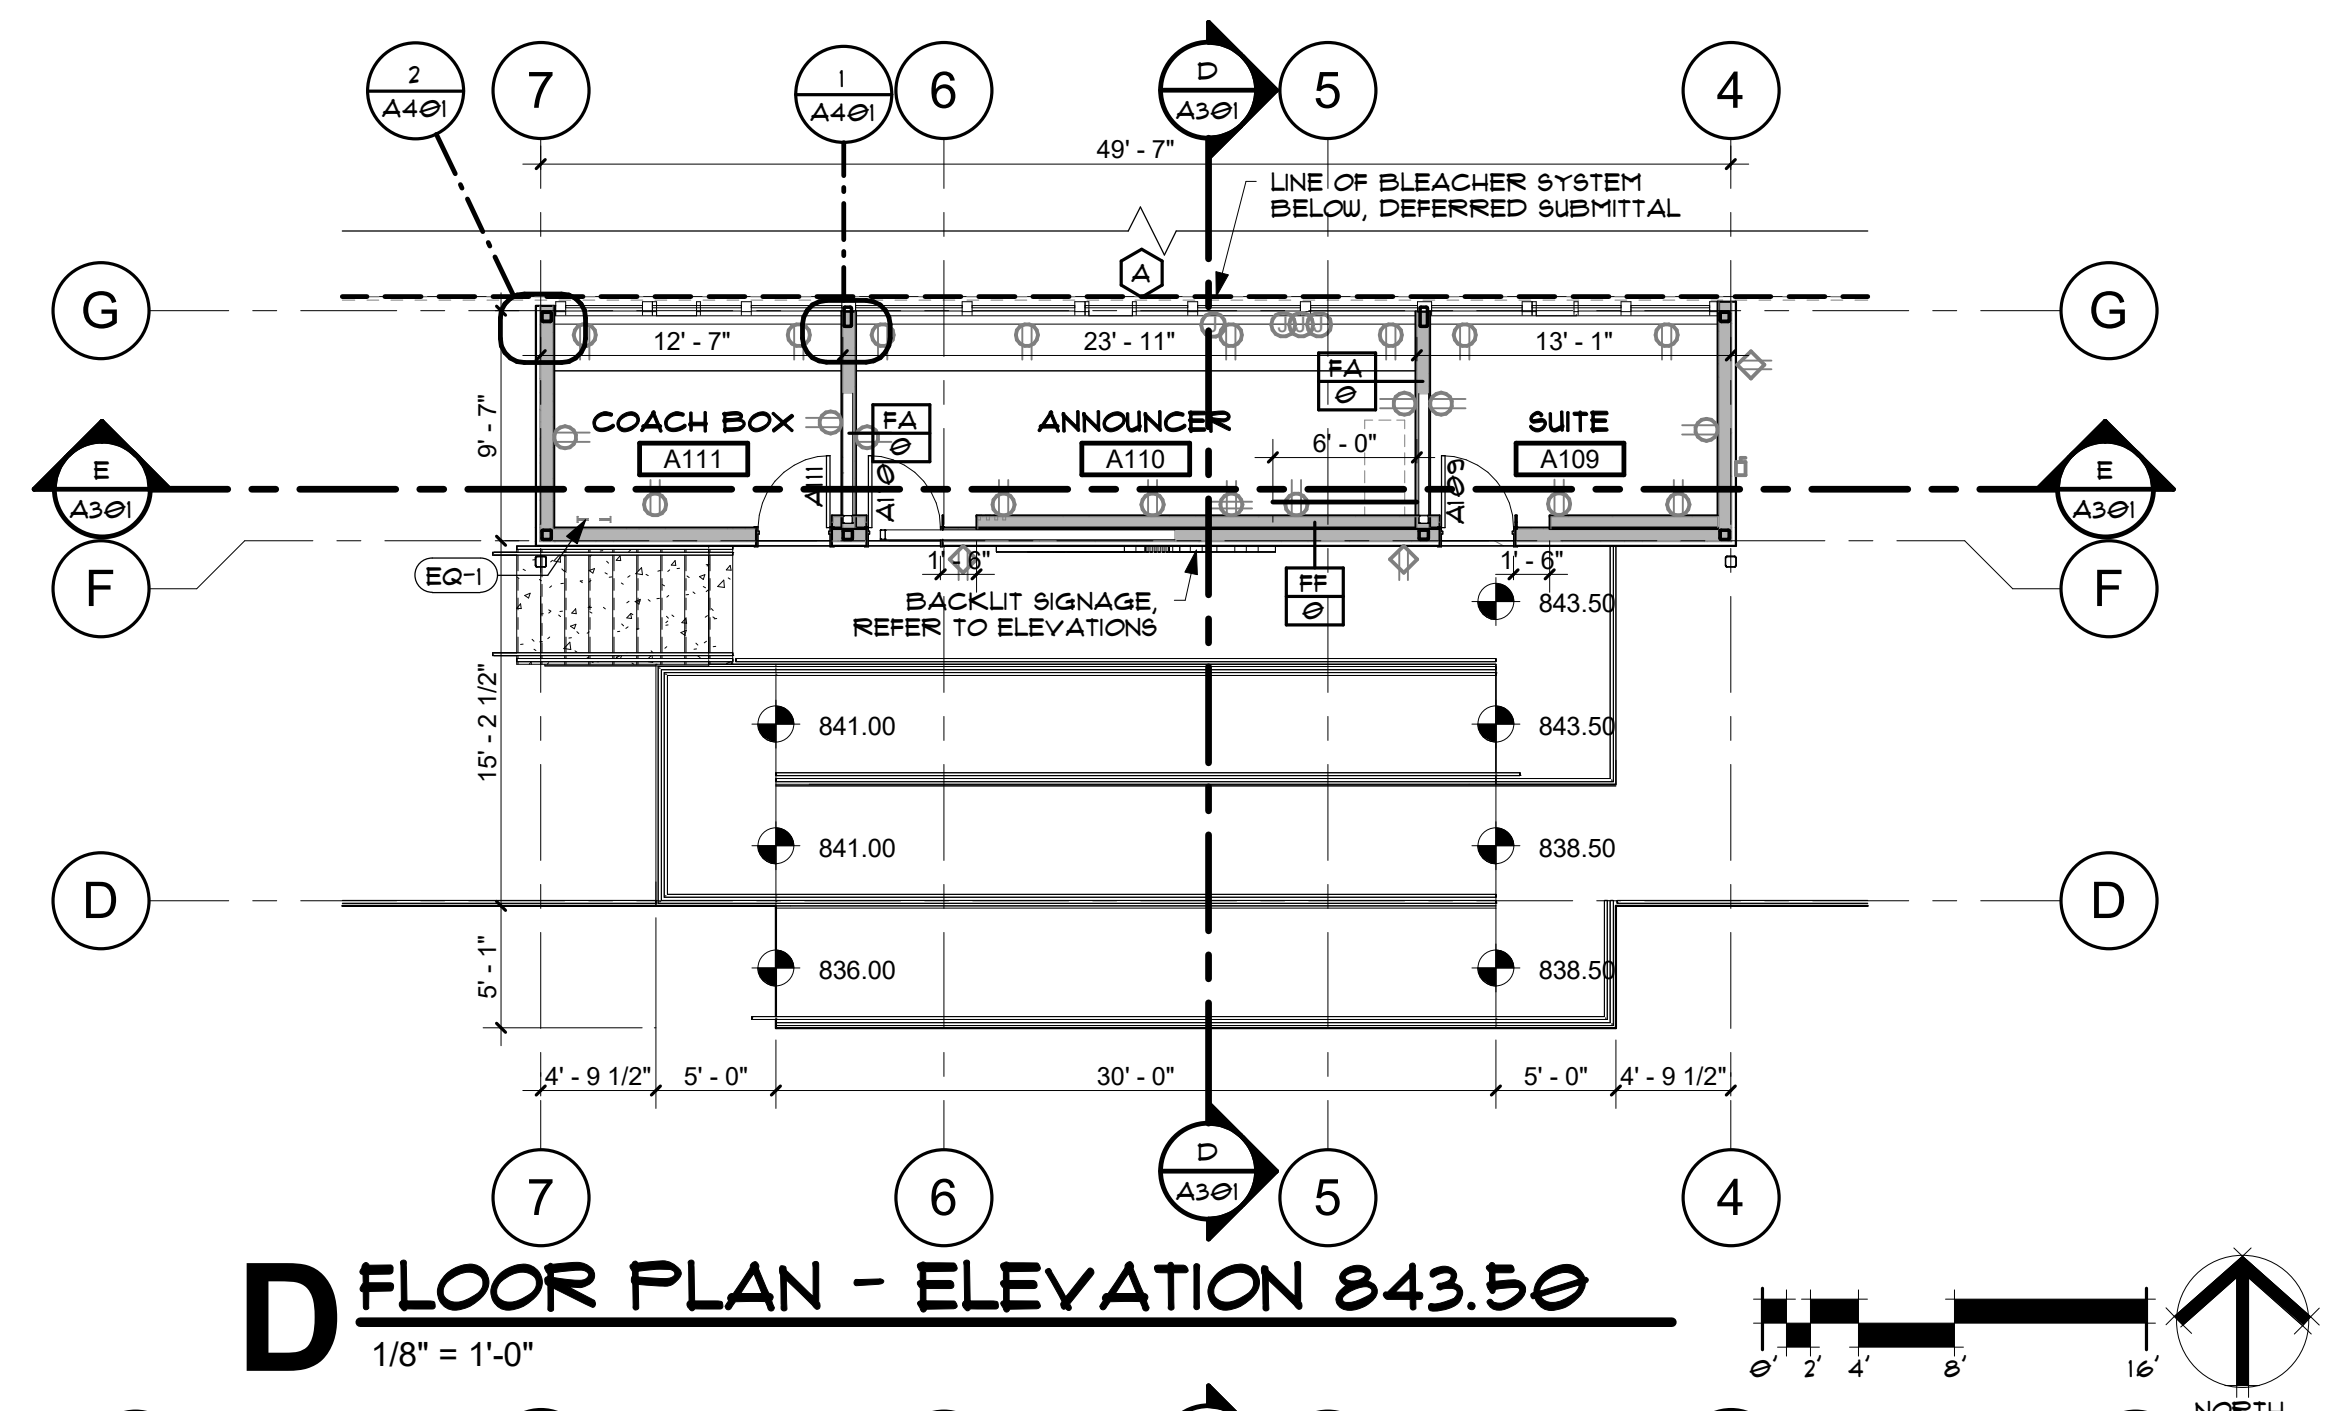 2
A401
7
1
A401
6
D
A301
5
4
49' - 7"
LINE OF BLEACHER SYSTEM
BELOW, DEFERRED SUBMITTAL
A
G
G
J
J J J
12' - 7"
23' - 11"
13' - 1"
FA
0
9' - 7"
COACH BOX
A111
FA
0
ANNOUNCER
A110
6' - 0"
SUITE
A109
A111
A110
A109
E
A301
E
A301
F
EQ-1
1' - 6"
1' - 6"
F
FF
0
BACKLIT SIGNAGE,
REFER TO ELEVATIONS
843.50
15' - 2 1/2"
841.00
843.50
841.00
838.50
D
D
5' - 1"
836.00
838.50
4' - 9 1/2"
5' - 0"
30' - 0"
5' - 0"
4' - 9 1/2"
7
6
D
A301
5
4
D
FLOOR PLAN - ELEVATION 843.50
1/8" = 1'-0"
0'
2'
4'
8'
16'
NORTH